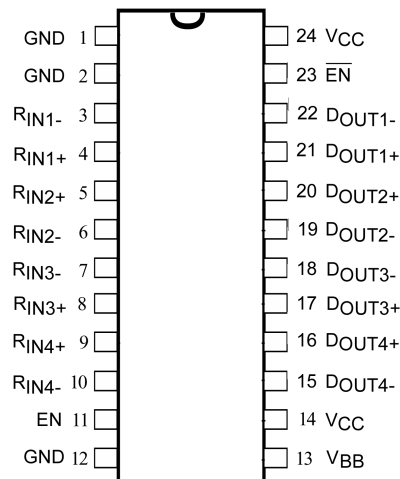 GND 1
24 VCC
GND 2
23 EN
RIN1- 3
22 DOUT1-
RIN1+ 4
21 DOUT1+
RIN2+ 5
20 DOUT2+
RIN2- 6
19 DOUT2-
RIN3- 7
18 DOUT3-
RIN3+ 8
17 DOUT3+
RIN4+ 9
16 DOUT4+
RIN4- 10
15 DOUT4-
EN 11
14 VCC
GND 12
13 VBB